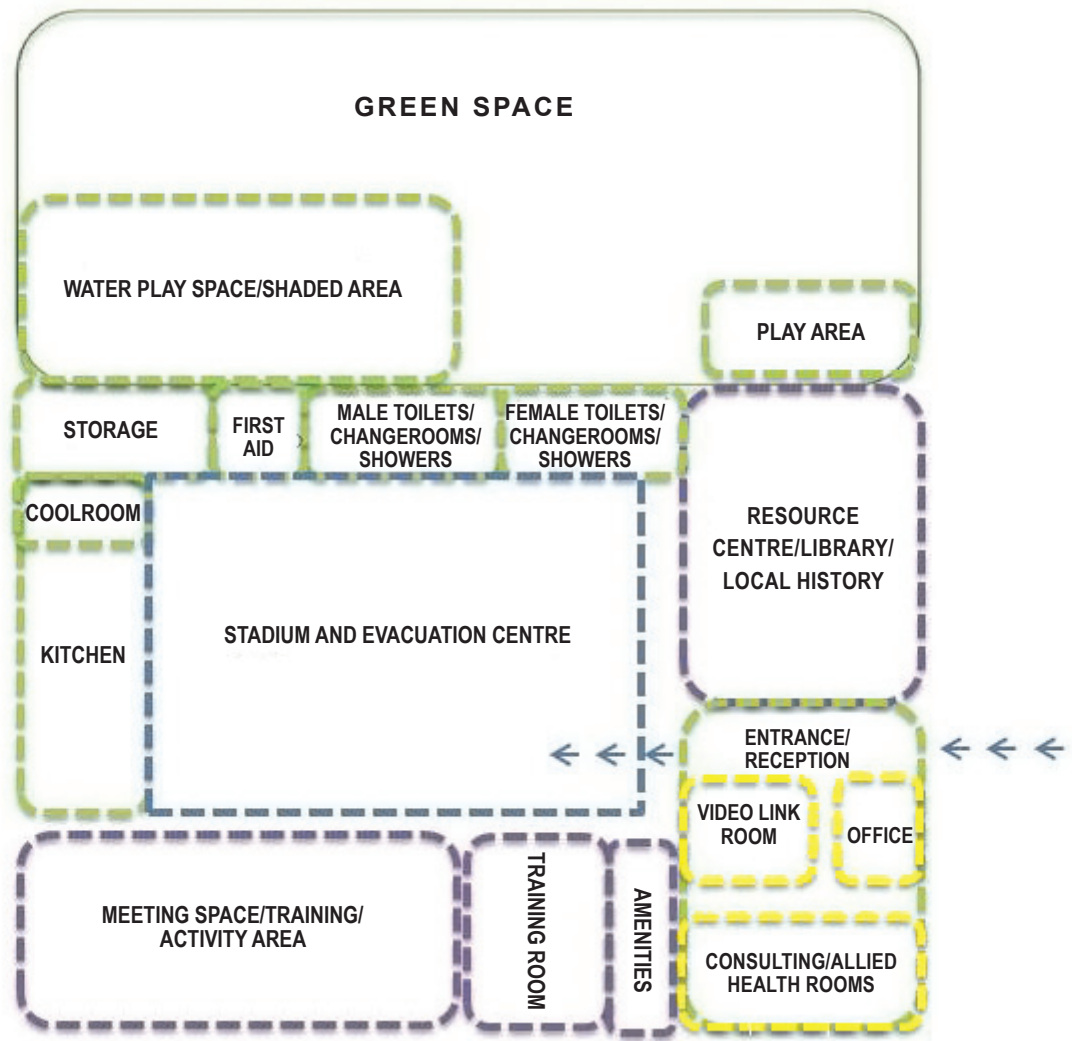 GREEN SPACE
WATER PLAY SPACE/SHADED AREA
PLAY AREA
STORAGE
FIRST
AID
MALE TOILETS/
CHANGEROOMS/
SHOWERS
FEMALE TOILETS/
CHANGEROOMS/
SHOWERS
COOLROOM
RESOURCE
CENTRE/LIBRARY/
LOCAL HISTORY
STADIUM AND EVACUATION CENTRE
KITCHEN
ENTRANCE/
RECEPTION
VIDEO LINK
ROOM
OFFICE
MEETING SPACE/TRAINING/
ACTIVITY AREA
TRAINING ROOM
AMENITIES
CONSULTING/ALLIED
HEALTH ROOMS